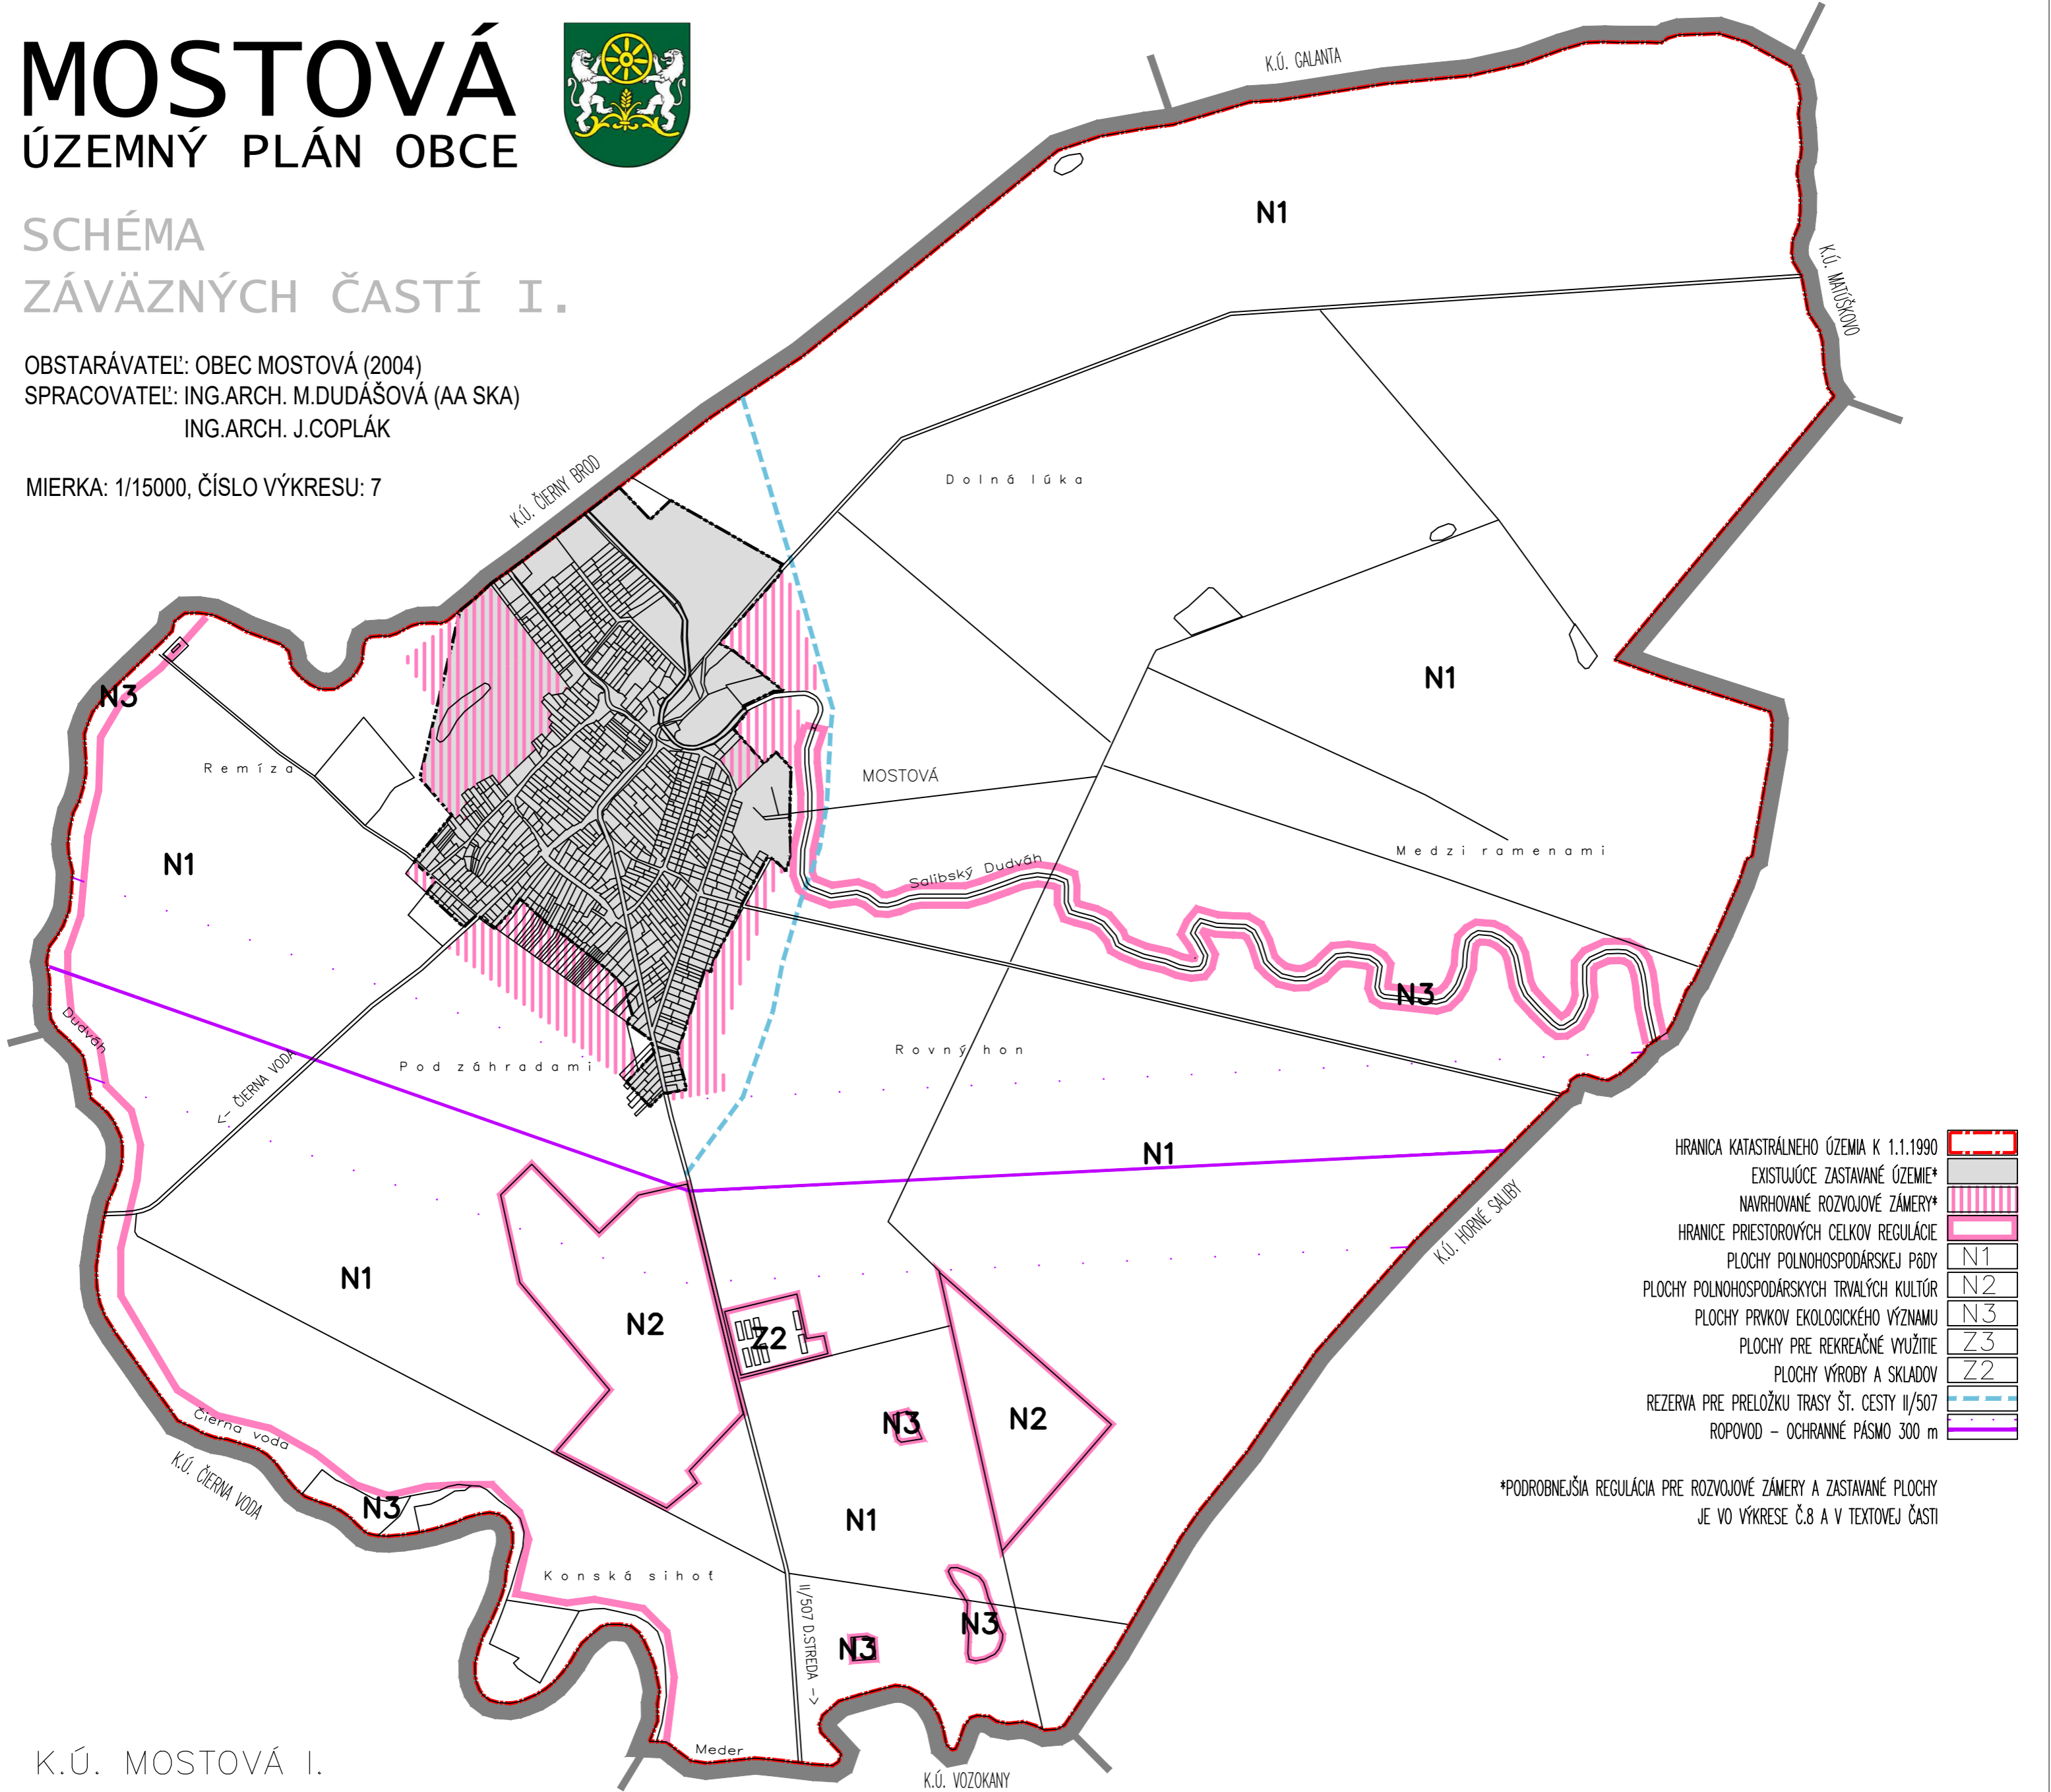 MOSTOVÁ
ÚZEMNÝ PLÁN OBCE
SCHÉMA
ZÁVÄZNÝCH ČASTÍ I.
OBSTARÁVATEĽ: OBEC MOSTOVÁ (2004)
SPRACOVATEĽ: ING.ARCH. M.DUDÁŠOVÁ (AA SKA)
ING.ARCH. J.COPLÁK
MIERKA: 1/15000, ČÍSLO VÝKRESU: 7
K.Ú. GALANTA
N1
K.Ú. MATÚŠKOVO
K.Ú. ČIERNY BROD
Dolná lúka
N1
N3
Remíza
MOSTOVÁ
N1
Medzi ramenami
Salibský Dudváh
N3
Dudváh
Rovný hon
Pod záhradami
<- ČIERNA VODA
N1
K.Ú. HORNÉ SALIBY
N1
N2
Z2
N3
N2
Čierna voda
K.Ú. ČIERNA VODA
N3
N1
Konská sihoť
II/507 D.STREDA ->
N3
N3
Meder
K.Ú. VOZOKANY
K.Ú. MOSTOVÁ I.
HRANICA KATASTRÁLNEHO ÚZEMIA K 1.1.1990
EXISTUJÚCE ZASTAVANÉ ÚZEMIE*
NAVRHOVANÉ ROZVOJOVÉ ZÁMERY*
HRANICE PRIESTOROVÝCH CELKOV REGULÁCIE
PLOCHY POLNOHOSPODÁRSKEJ PôDY N1
PLOCHY POLNOHOSPODÁRSKYCH TRVALÝCH KULTÚR N2
PLOCHY PRVKOV EKOLOGICKÉHO VÝZNAMU N3
PLOCHY PRE REKREAČNÉ VYUŽITIE Z3
PLOCHY VÝROBY A SKLADOV Z2
REZERVA PRE PRELOŽKU TRASY ŠT. CESTY II/507
ROPOVOD – OCHRANNÉ PÁSMO 300 m
*PODROBNEJŠIA REGULÁCIA PRE ROZVOJOVÉ ZÁMERY A ZASTAVANÉ PLOCHY
JE VO VÝKRESE Č.8 A V TEXTOVEJ ČASTI